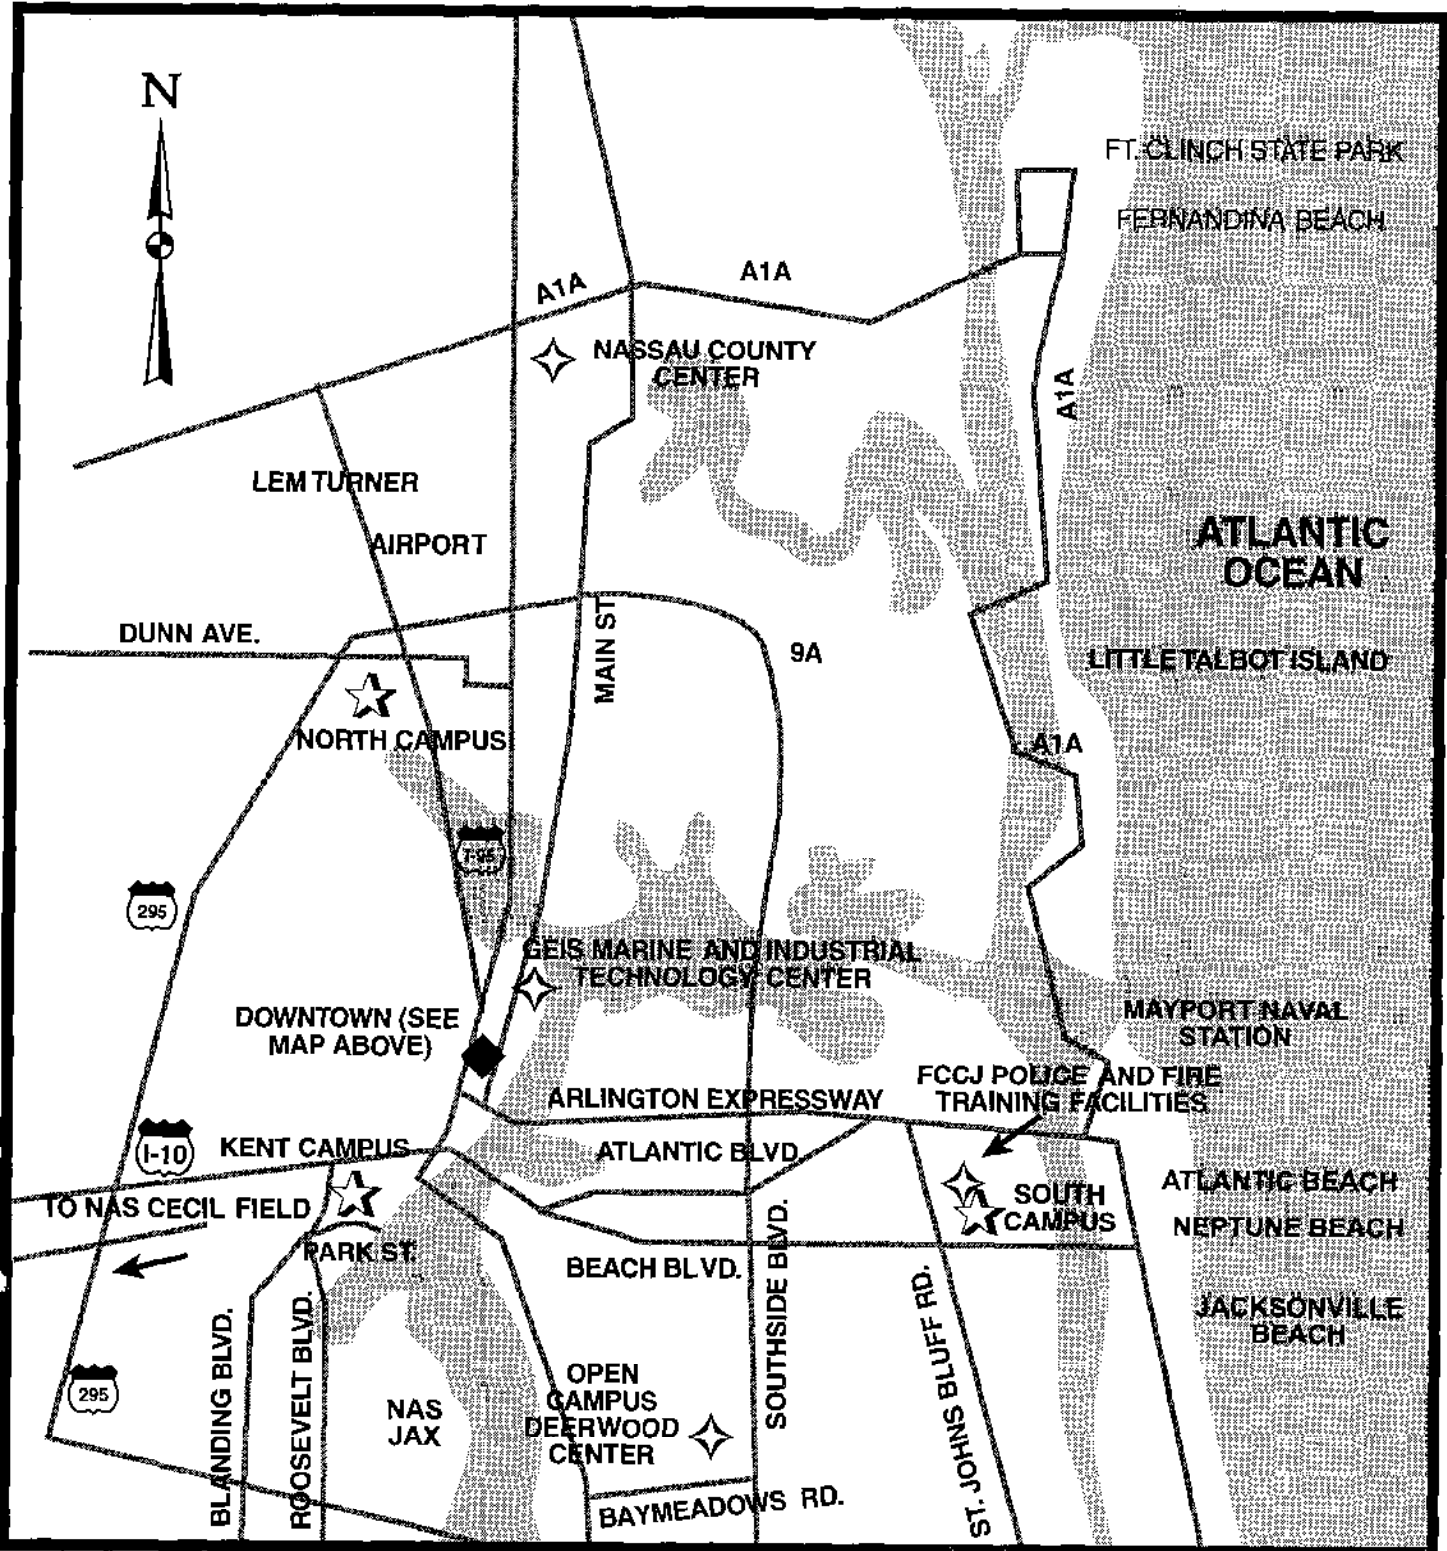 N
FT. CLINCH STATE PARK
FERNANDINA BEACH
A1A
A1A
NASSAU COUNTY
CENTER
A1A
LEM TURNER
AIRPORT
ATLANTIC
OCEAN
DUNN AVE.
MAIN ST
9A
LITTLE TALBOT ISLAND
NORTH CAMPUS
A1A
I-95
295
GEIS MARINE AND INDUSTRIAL
TECHNOLOGY CENTER
DOWNTOWN (SEE
MAP ABOVE)
MAYPORT NAVAL
STATION
FCCJ POLICE AND FIRE
TRAINING FACILITIES
ARLINGTON EXPRESSWAY
I-10
KENT CAMPUS
ATLANTIC BLVD.
ATLANTIC BEACH
TO NAS CECIL FIELD
SOUTH
CAMPUS
NEPTUNE BEACH
PARK ST.
BEACH BLVD.
SOUTHSIDE BLVD.
JACKSONVILLE
BEACH
BLANDING BLVD.
ROOSEVELT BLVD.
ST. JOHNS BLUFF RD.
295
NAS
JAX
OPEN
CAMPUS
DEERWOOD
CENTER
BAYMEADOWS RD.